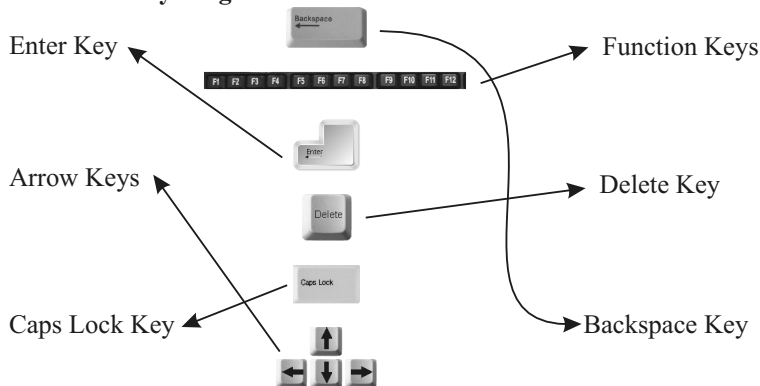 Backspace
Enter Key
Function Keys
F1 F2 F3 F4 F5 F6 F7 F8 F9 F10 F11 F12
Enter
Arrow Keys
Delete Key
Delete
Caps Lock
Caps Lock Key
Backspace Key